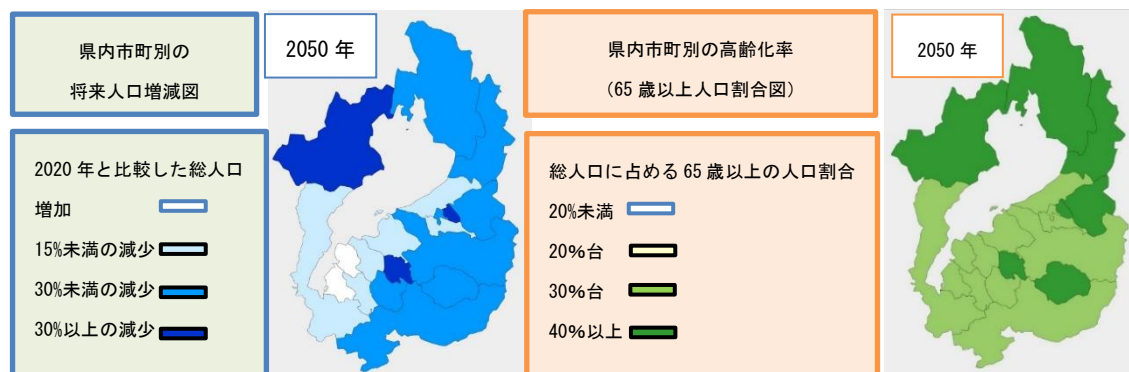 県内市町別の
将来人口増減図
2050 年
2020 年と比較した総人口
増加
15%未満の減少
30%未満の減少
30%以上の減少
県内市町別の高齢化率
(65 歳以上人口割合図)
2050 年
総人口に占める 65 歳以上の人口割合
20%未満
20%台
30%台
40%以上